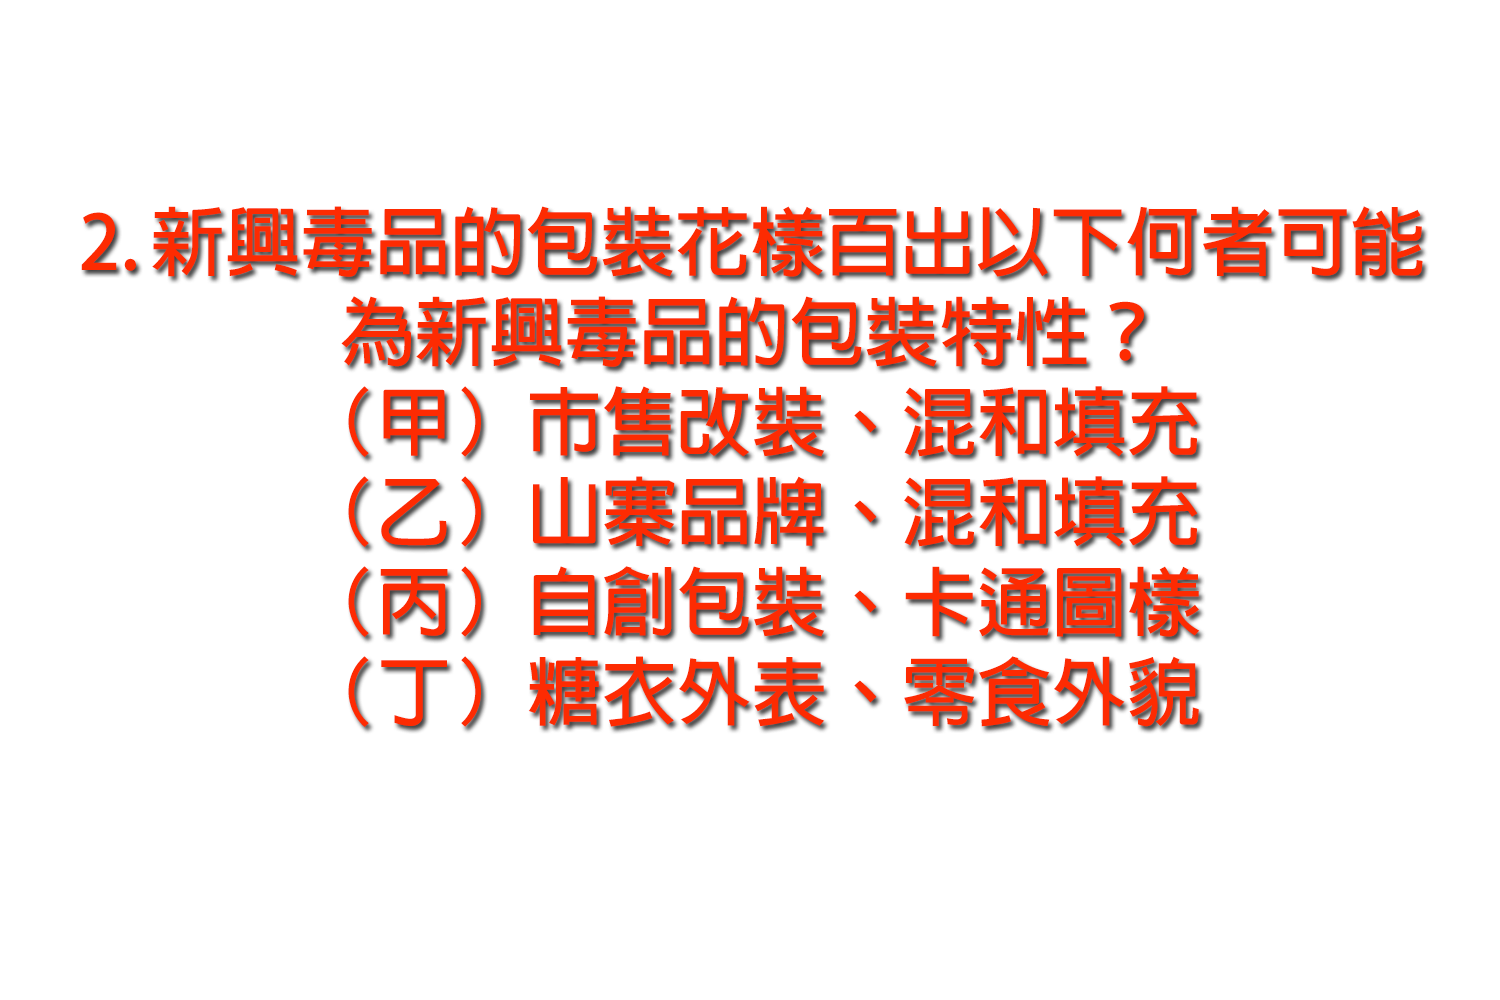 2. 新興毒品的包裝花樣百出以下何者可能
為新興毒品的包裝特性？
（甲）市售改裝、混和填充
（乙）山寨品牌、混和填充
（丙）自創包裝、卡通圖樣
（丁）糖衣外表、零食外貌